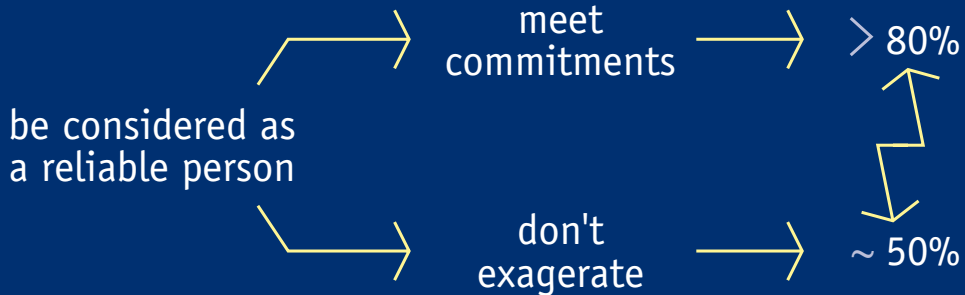 meet
commitments
> 80%
be considered as
a reliable person
don't
exagerate
~ 50%